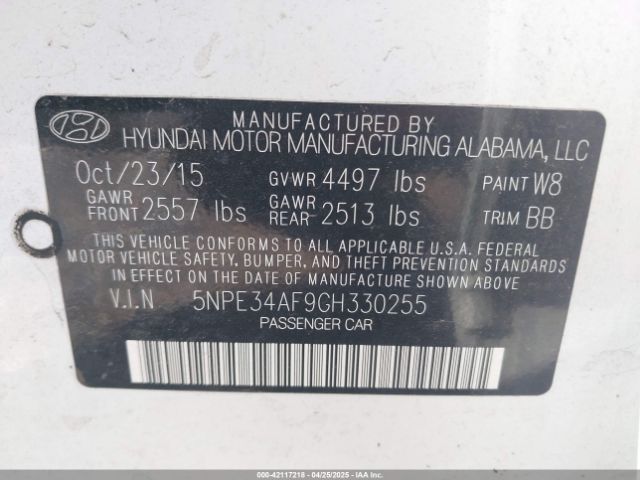 MANUFACTURED BY
HYUNDAI MOTOR MANUFACTURING ALABAMA, LLC
Oct/23/15 GVWR 4497 lbs PAINT W8
GAWR FRONT 2557 lbs GAWR REAR 2513 lbs TRIM BB
THIS VEHICLE CONFORMS TO ALL APPLICABLE U.S.A. FEDERAL
MOTOR VEHICLE SAFETY, BUMPER, AND THEFT PREVENTION STANDARDS
IN EFFECT ON THE DATE OF MANUFACTURE SHOWN ABOVE.
V.I.N 5NPE34AF9GH330255
PASSENGER CAR
000-42117218 - 04/25/2025 - IAAI, Inc.